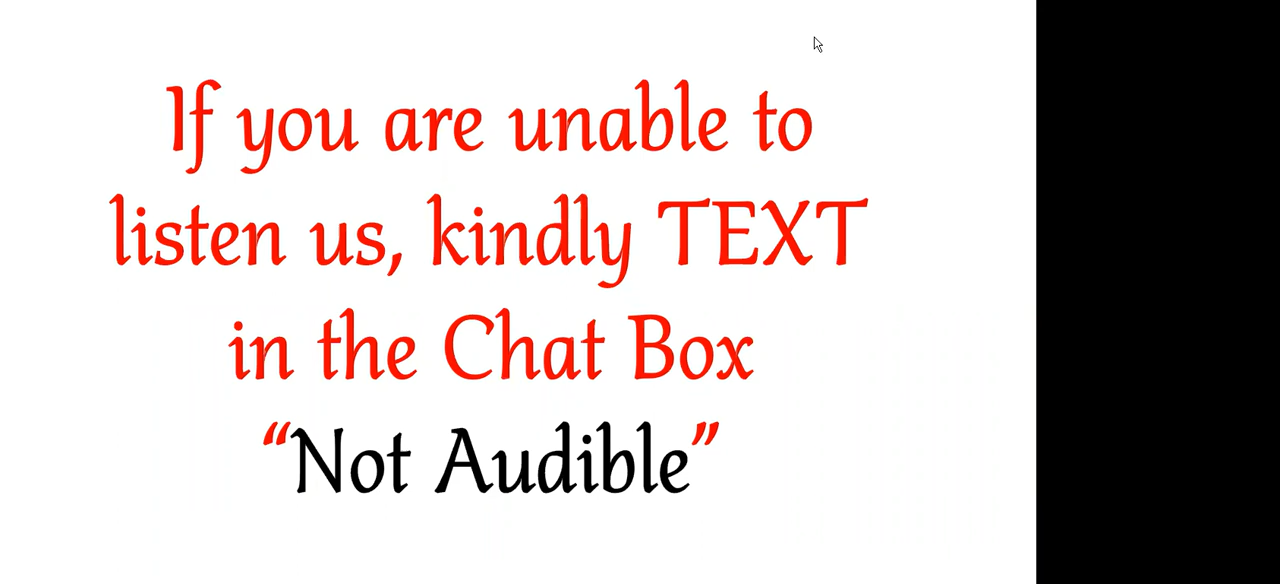 If you are unable to
listen us, kindly TEXT
in the Chat Box
“Not Audible”